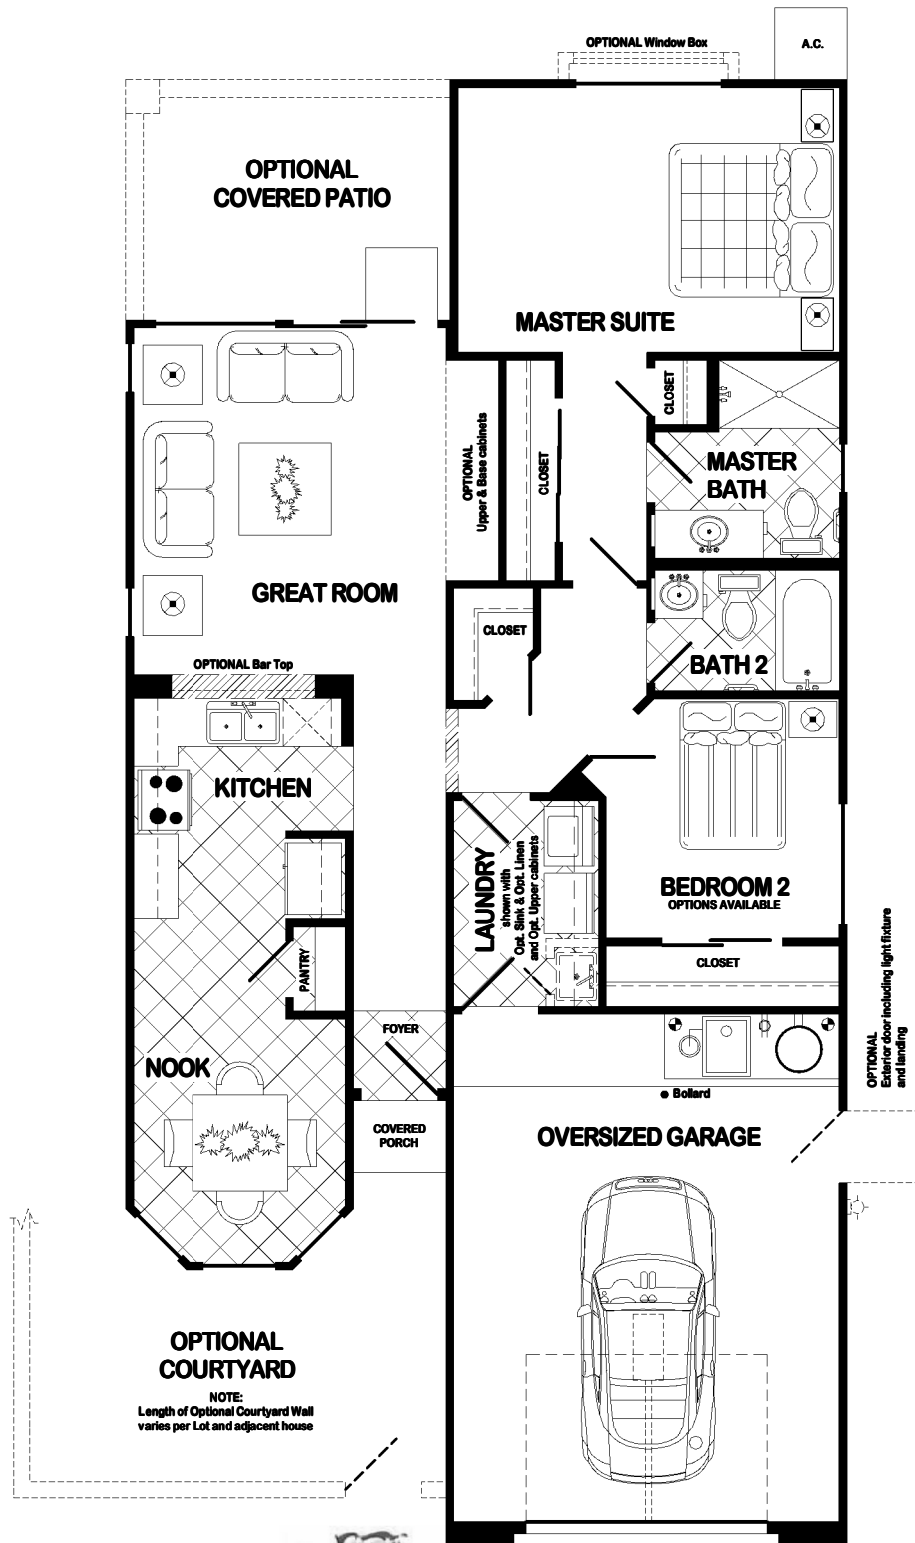 OPTIONAL Window Box
A.C.
OPTIONAL
COVERED PATIO
MASTER SUITE
CLOSET
OPTIONAL
Upper & Base cabinets
CLOSET
MASTER
BATH
GREAT ROOM
CLOSET
OPTIONAL Bar Top
BATH 2
KITCHEN
LAUNDRY
shown with
Opt. Sink & Opt. Linen
and Opt. Upper cabinets
BEDROOM 2
OPTIONS AVAILABLE
PANTRY
CLOSET
FOYER
NOOK
OPTIONAL
Exterior door including light fixture
and landing
Bollard
COVERED
PORCH
OVERSIZED GARAGE
OPTIONAL
COURTYARD
NOTE:
Length of Optional Courtyard Wall
varies per Lot and adjacent house